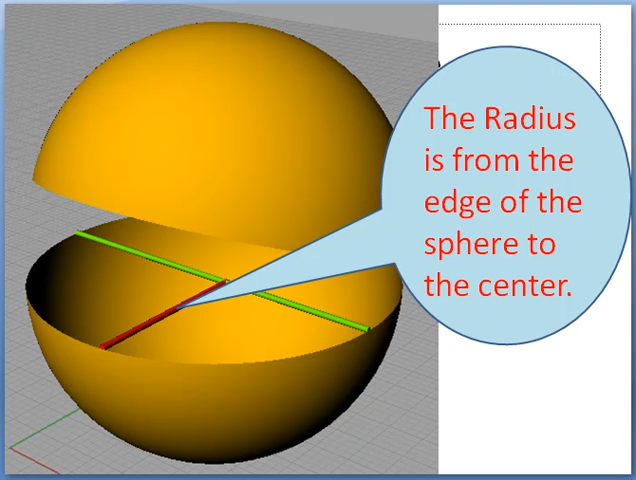 The Radius
is from the
edge of the
sphere to
the center.